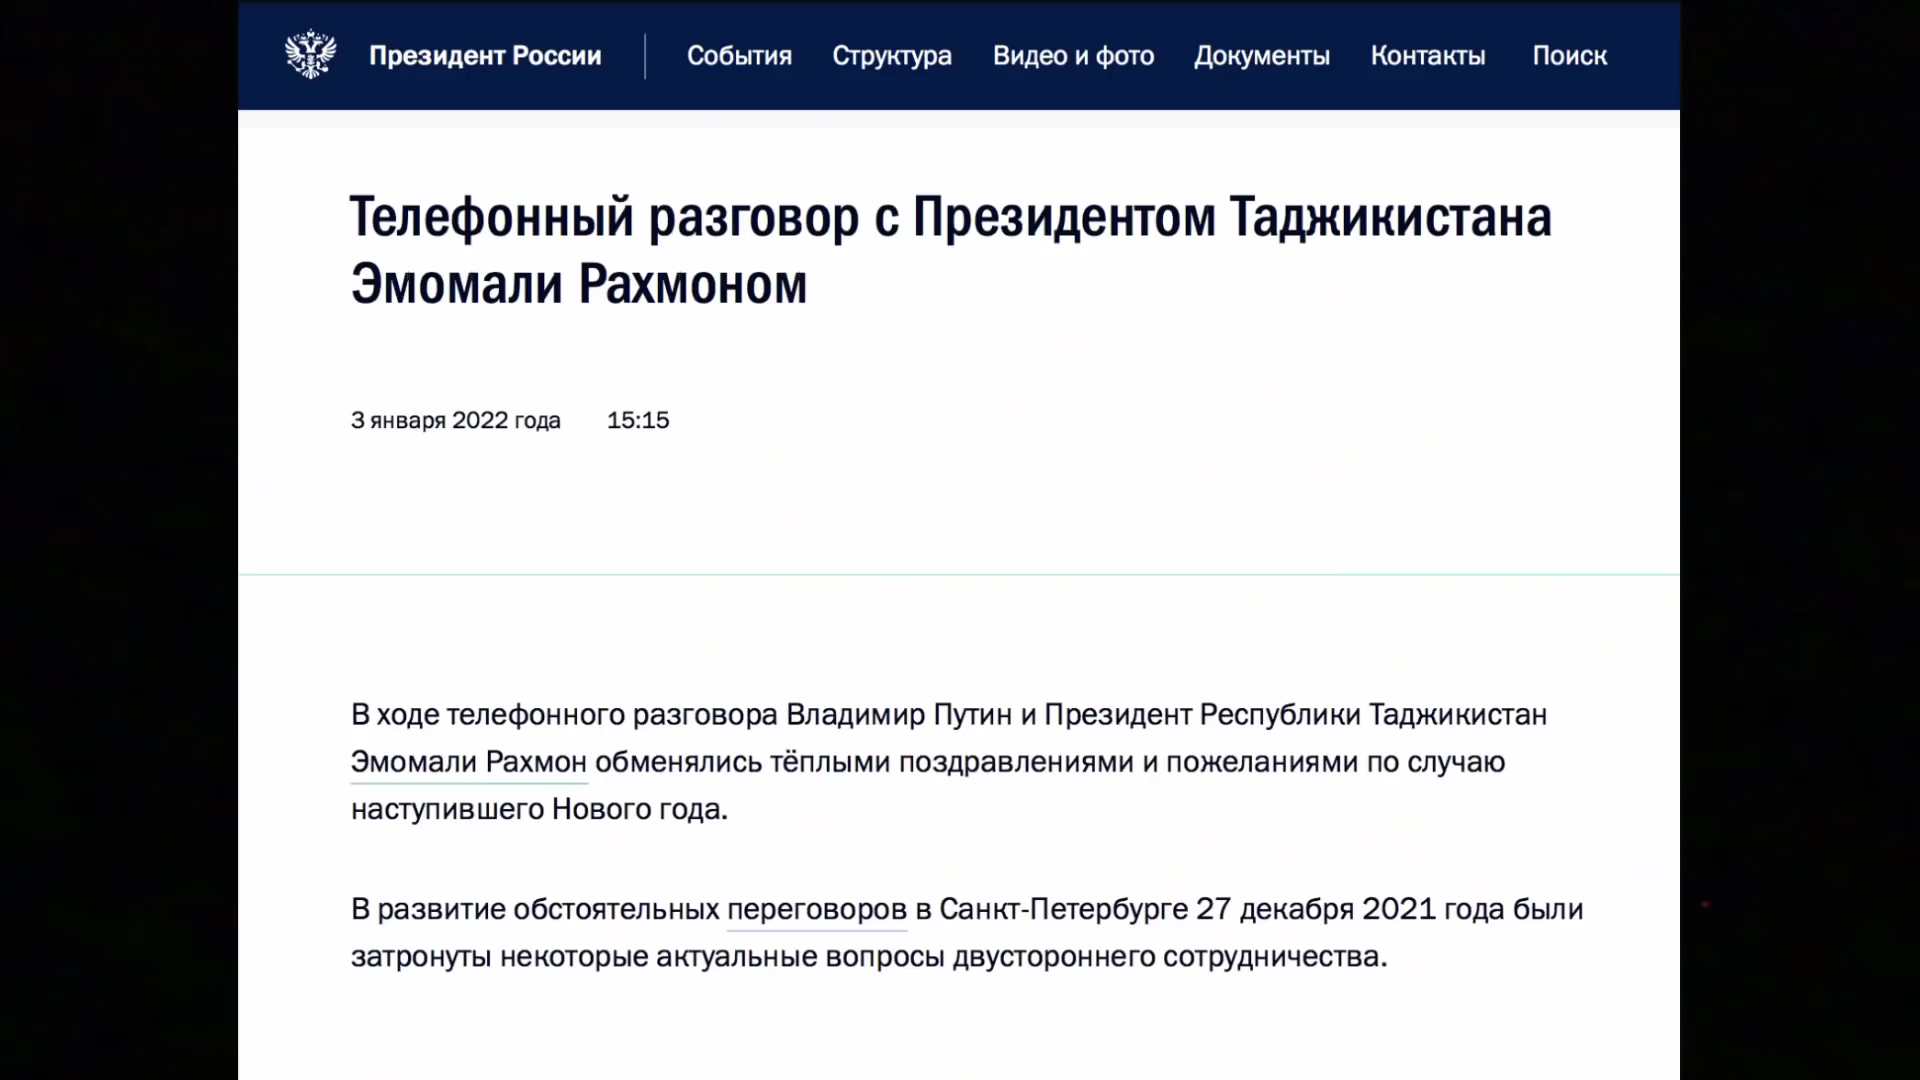 Президент России События Структура Видео и фото Документы Контакты Поиск
Телефонный разговор с Президентом Таджикистана
Эмомали Рахмоном
3 января 2022 года 15:15
В ходе телефонного разговора Владимир Путин и Президент Республики Таджикистан
Эмомали Рахмон обменялись тёплыми поздравлениями и пожеланиями по случаю
наступившего Нового года.
В развитие обстоятельных переговоров в Санкт-Петербурге 27 декабря 2021 года были
затронуты некоторые актуальные вопросы двустороннего сотрудничества.